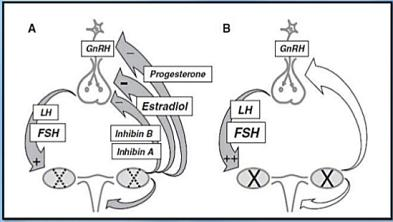 A
GnRH
–
Progesterone
-
–
Estradiol
LH
FSH
Inhibin B
Inhibin A
+
B
GnRH
LH
FSH
++